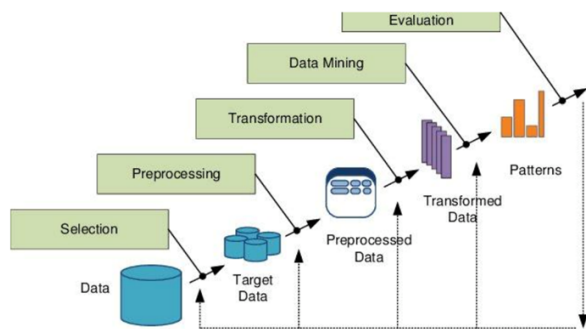 Evaluation
Data Mining
Transformation
Patterns
Preprocessing
Transformed
Data
Selection
Preprocessed
Data
Target
Data
Data